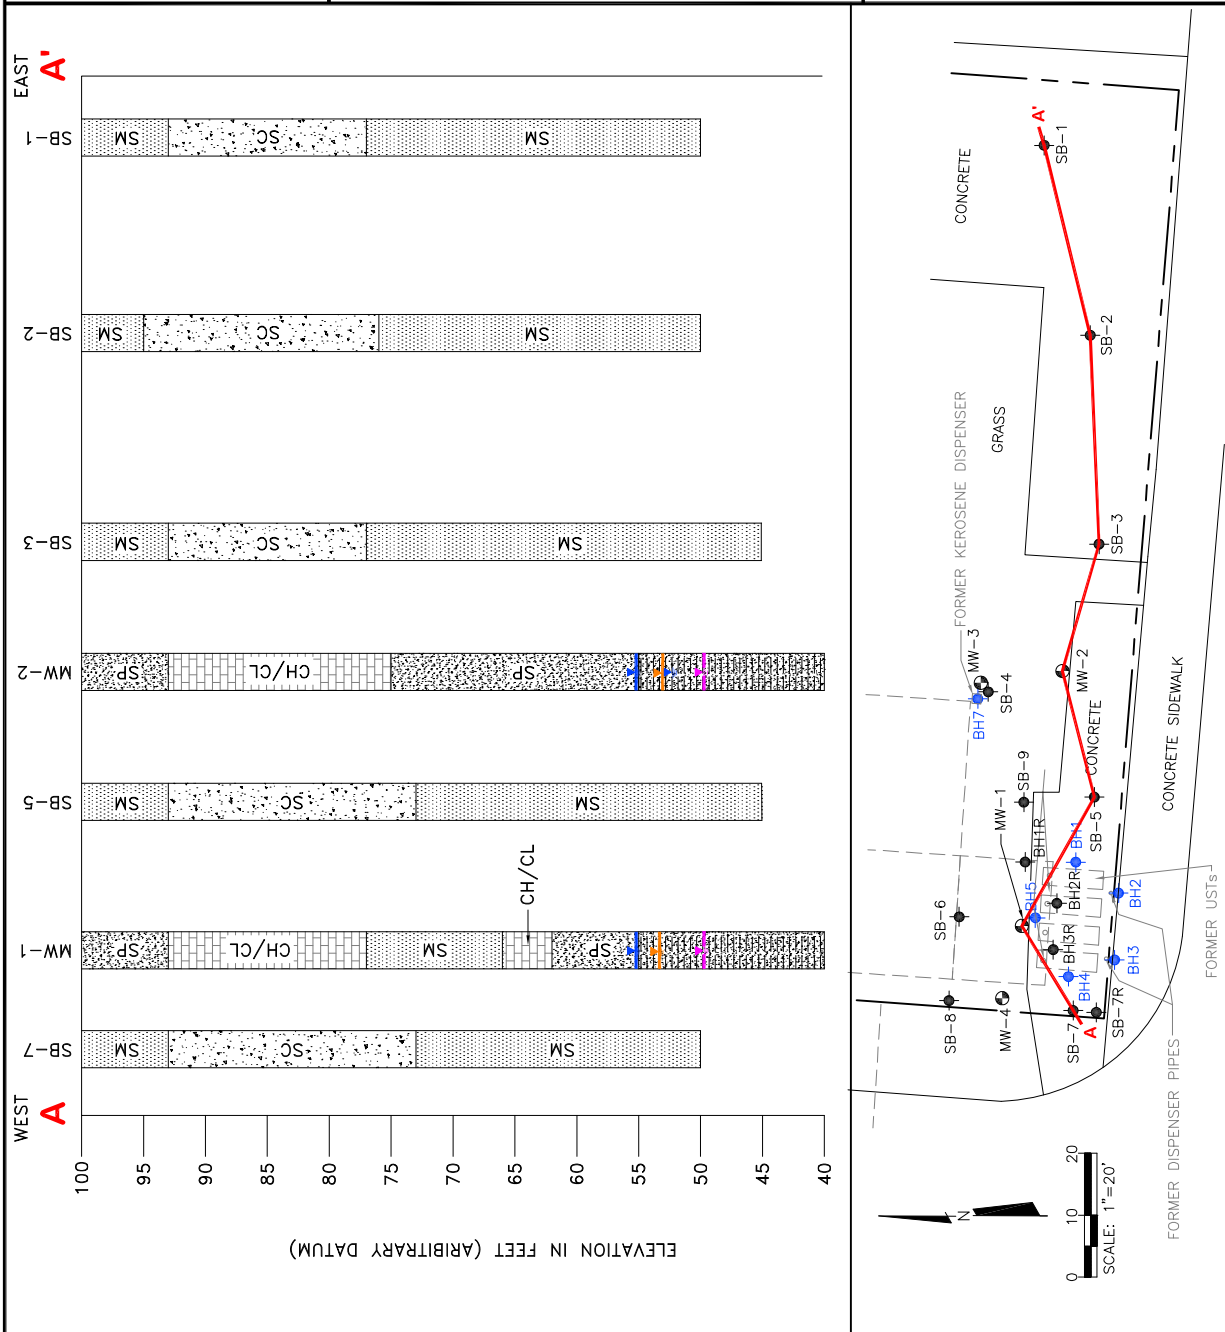 WEST
A
EAST
A'
SB-7
MW-1
SB-5
MW-2
SB-3
SB-2
SB-1
100
95
90
85
80
75
70
65
60
55
50
45
40
ELEVATION IN FEET (ARIBITRARY DATUM)
SM
SC
SM
SP
CH/CL
SM
CH/CL
SP
SM
SC
SM
SP
CH/CL
SP
SM
SC
SM
SM
SC
SM
SM
SC
SM
CONCRETE
A'
SB-1
GRASS
SB-2
FORMER KEROSENE DISPENSER
SB-3
MW-3
SB-4
BH7
MW-2
CONCRETE
CONCRETE SIDEWALK
SB-9
MW-1
BH1R
SB-5
BH1
SB-6
BH5
BH2R
BH2
BH3R
BH3
BH4
FORMER USTs
SB-8
MW-4
SB-7
SB-7R
A
FORMER DISPENSER PIPES
N
0
10
20
SCALE: 1"=20'